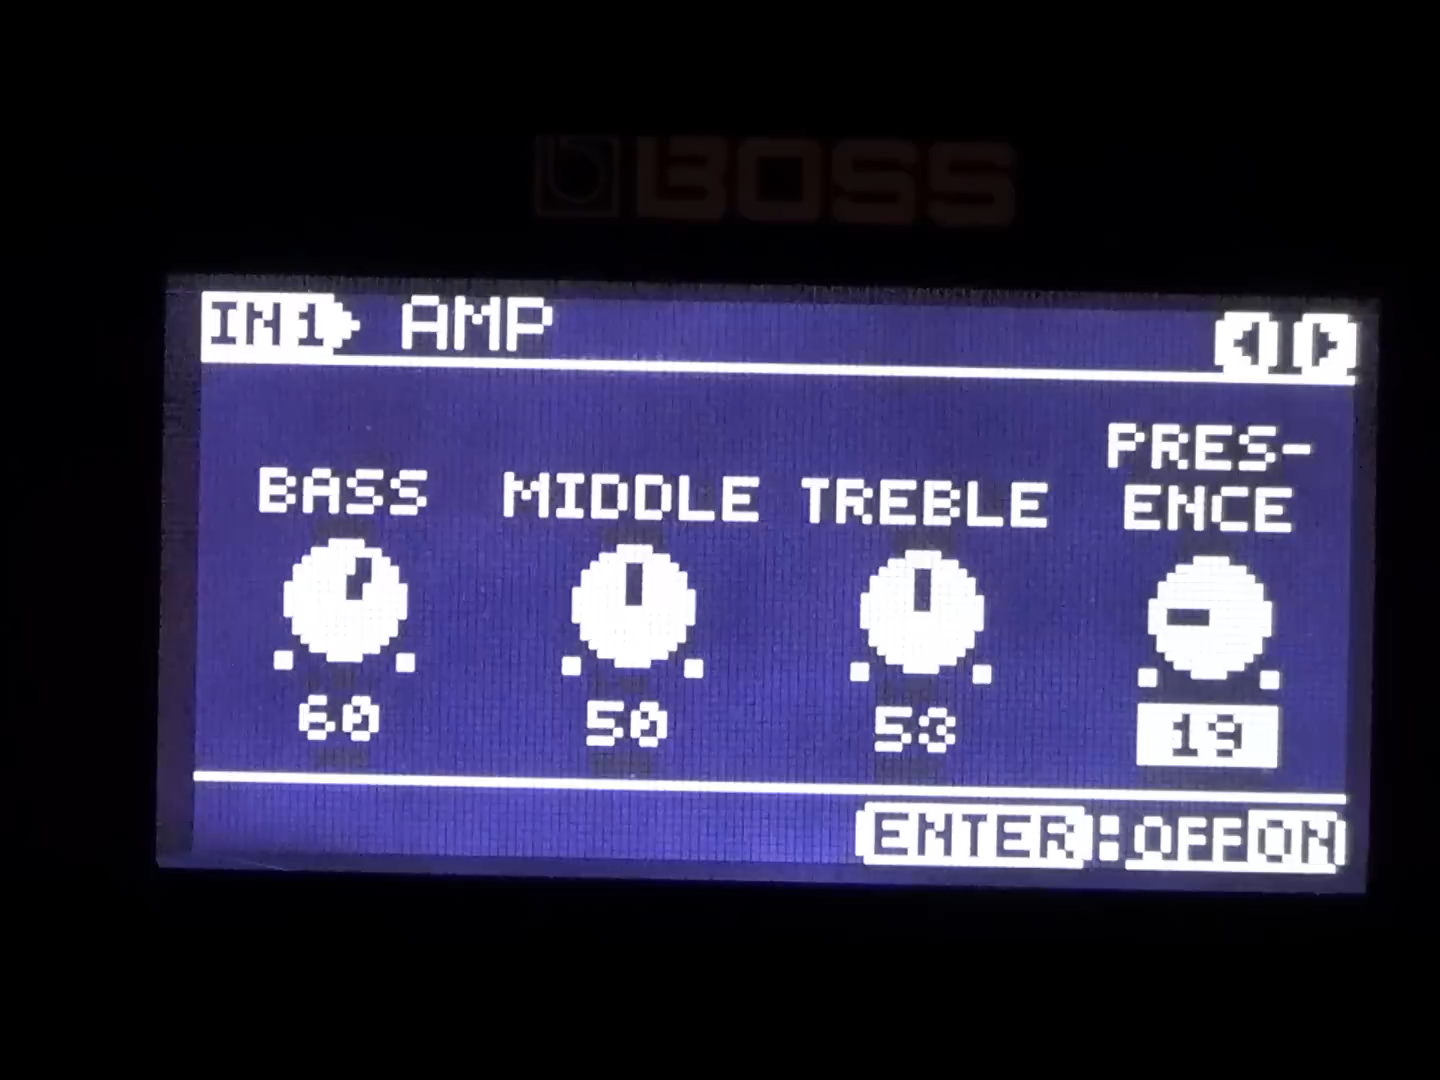 BOSS
IN1 AMP
BASS MIDDLE TREBLE PRES-
ENCE
60 50 53 19
ENTER:OFF ON